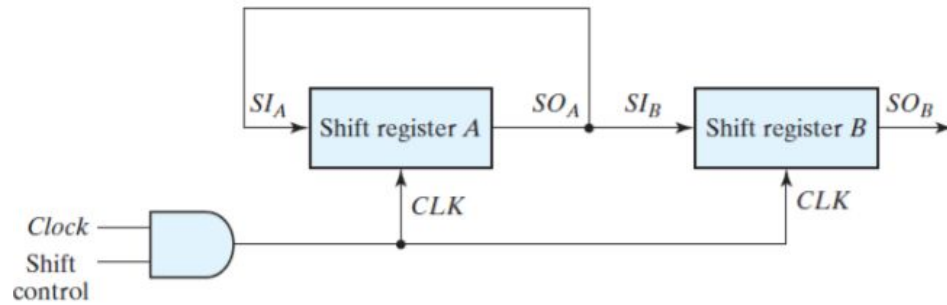 SI_A
Shift register A
SO_A
SI_B
Shift register B
SO_B
CLK
CLK
Clock
Shift
control